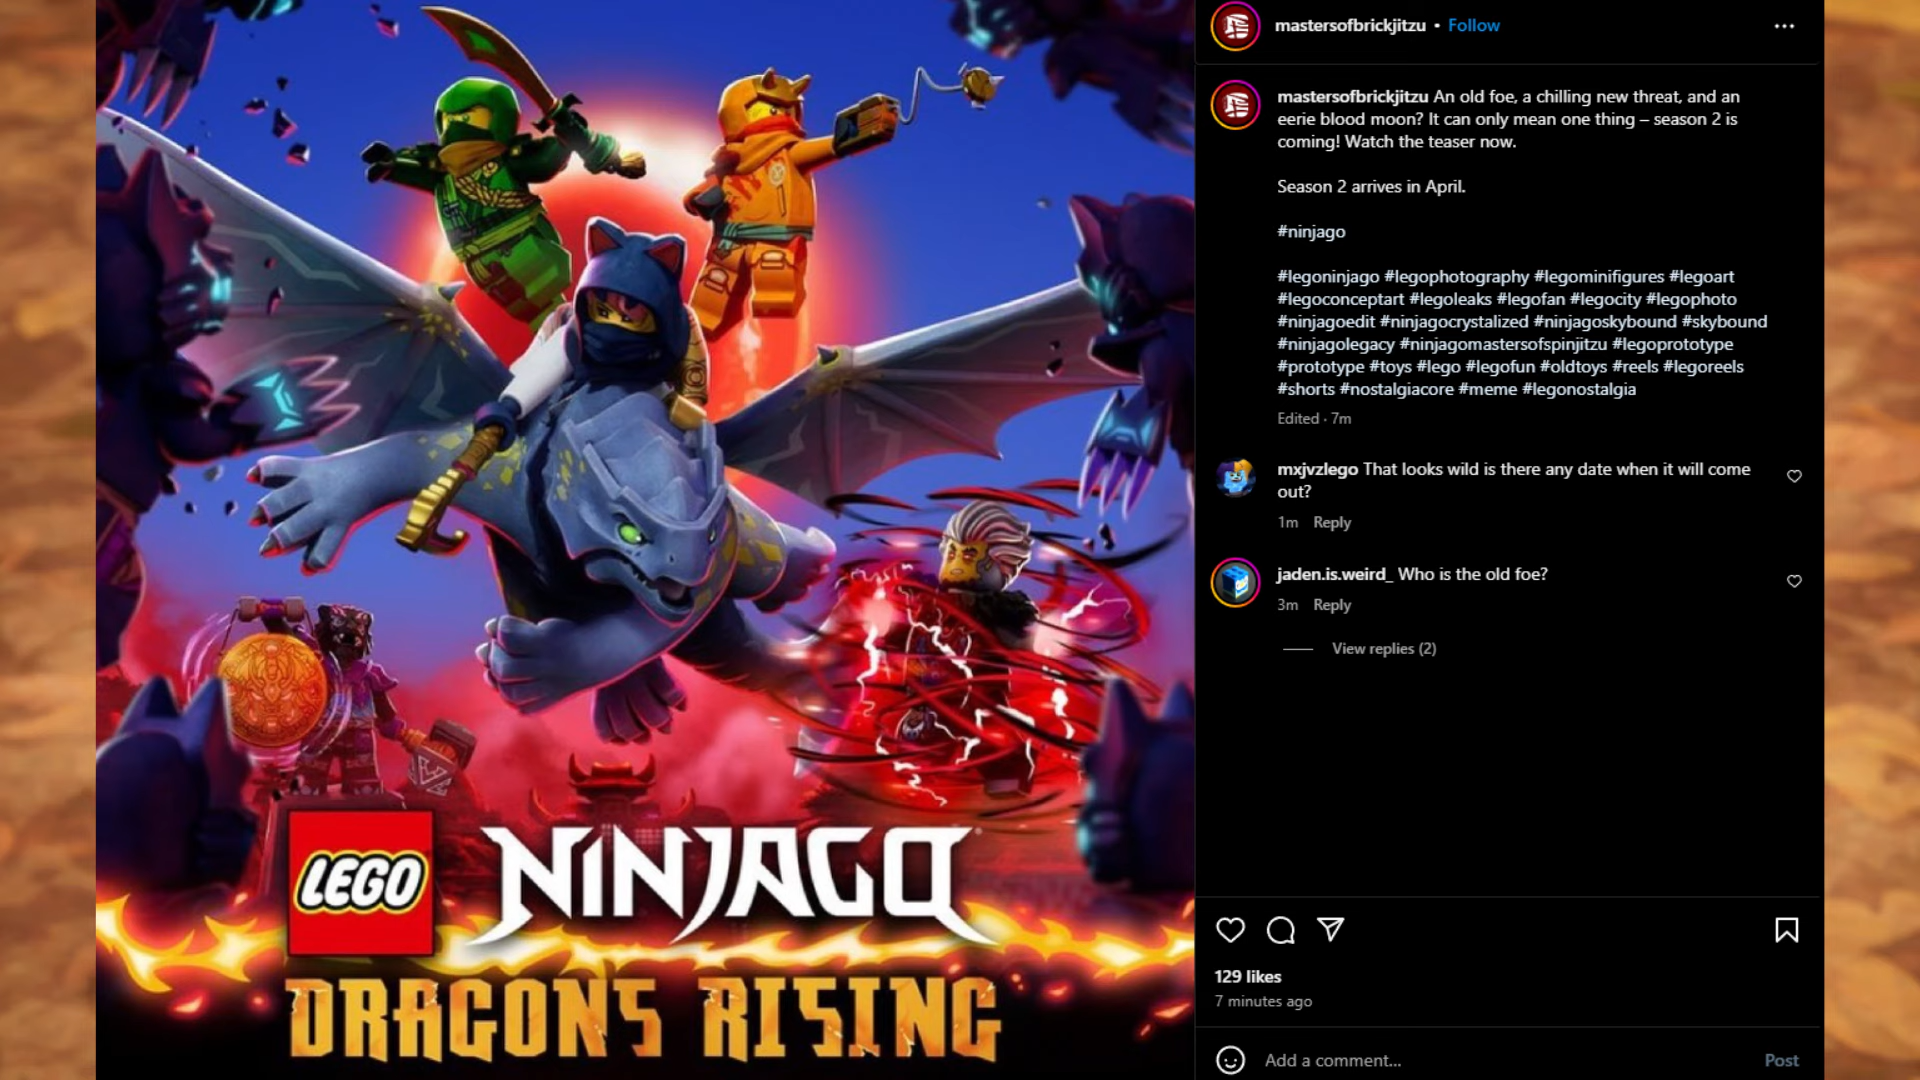 LEGO
NINJAGO
DRAGONS RISING
mastersofbrickjitzu • Follow
mastersofbrickjitzu An old foe, a chilling new threat, and an
eerie blood moon? It can only mean one thing – season 2 is
coming! Watch the teaser now.
Season 2 arrives in April.
#ninjago
#legoninjago #legophotography #legominifigures #legoart
#legoconceptart #legoleaks #legofan #legocity #legophoto
#ninjagoedit #ninjagocrystalized #ninjagoskybound #skybound
#ninjagolegacy #ninjagomastersofspinjitzu #legoprototype
#prototype #toys #lego #legofun #oldtoys #reels #legoreels
#shorts #nostalgiacore #meme #legonostalgia
Edited · 7m
mxjvzlego That looks wild is there any date when it will come
out?
1m Reply
jaden.is.weird_ Who is the old foe?
3m Reply
View replies (2)
129 likes
7 minutes ago
Add a comment...
Post